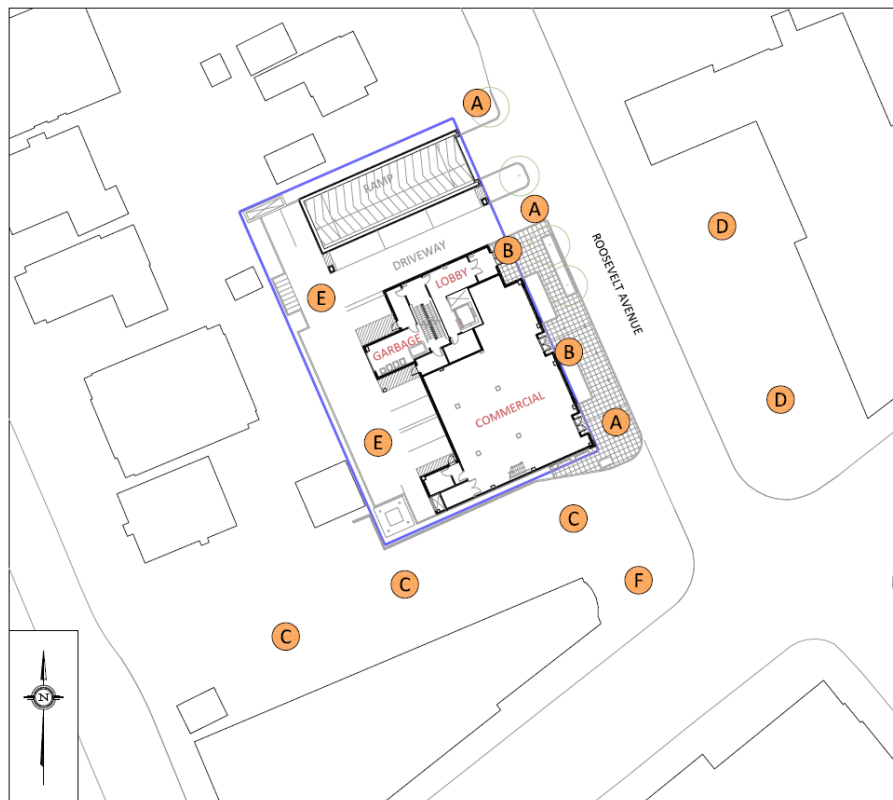 A
RAMP
A
D
B
DRIVEWAY
ROOSEVELT AVENUE
LOBBY
E
GARBAGE
B
COMMERCIAL
D
A
E
C
F
C
C
N